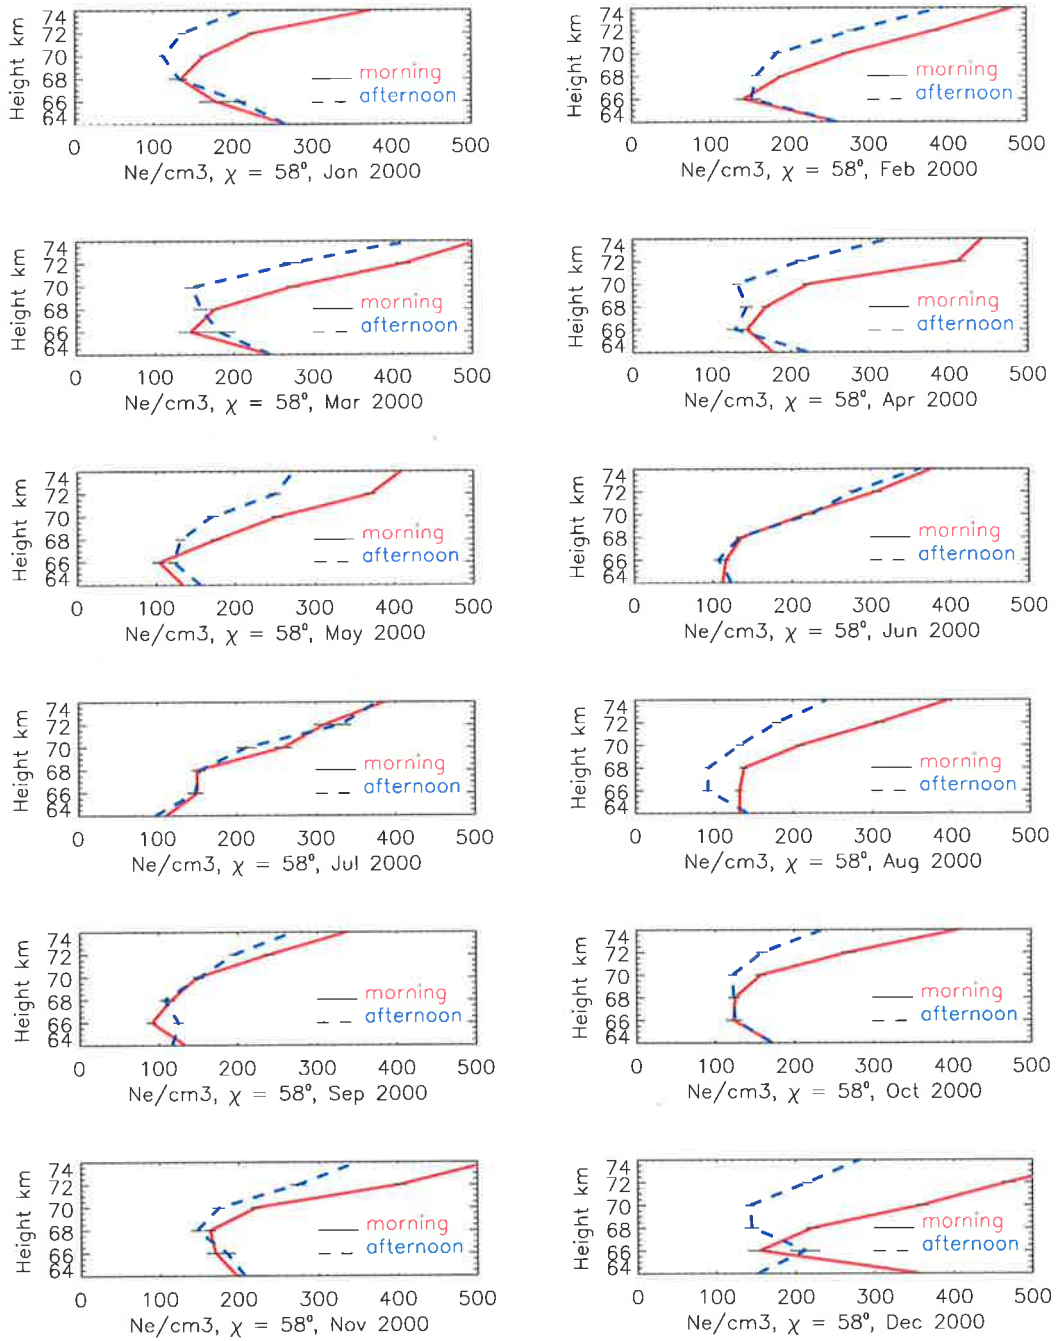 Height km
74
72
70
68
66
64
morning
afternoon
0 100 200 300 400 500
Ne/cm3, χ = 58°, Jan 2000
Height km
74
72
70
68
66
64
morning
afternoon
0 100 200 300 400 500
Ne/cm3, χ = 58°, Feb 2000
Height km
74
72
70
68
66
64
morning
afternoon
0 100 200 300 400 500
Ne/cm3, χ = 58°, Mar 2000
Height km
74
72
70
68
66
64
morning
afternoon
0 100 200 300 400 500
Ne/cm3, χ = 58°, Apr 2000
Height km
74
72
70
68
66
64
morning
afternoon
0 100 200 300 400 500
Ne/cm3, χ = 58°, May 2000
Height km
74
72
70
68
66
64
morning
afternoon
0 100 200 300 400 500
Ne/cm3, χ = 58°, Jun 2000
Height km
74
72
70
68
66
64
morning
afternoon
0 100 200 300 400 500
Ne/cm3, χ = 58°, Jul 2000
Height km
74
72
70
68
66
64
morning
afternoon
0 100 200 300 400 500
Ne/cm3, χ = 58°, Aug 2000
Height km
74
72
70
68
66
64
morning
afternoon
0 100 200 300 400 500
Ne/cm3, χ = 58°, Sep 2000
Height km
74
72
70
68
66
64
morning
afternoon
0 100 200 300 400 500
Ne/cm3, χ = 58°, Oct 2000
Height km
74
72
70
68
66
64
morning
afternoon
0 100 200 300 400 500
Ne/cm3, χ = 58°, Nov 2000
Height km
74
72
70
68
66
64
morning
afternoon
0 100 200 300 400 500
Ne/cm3, χ = 58°, Dec 2000